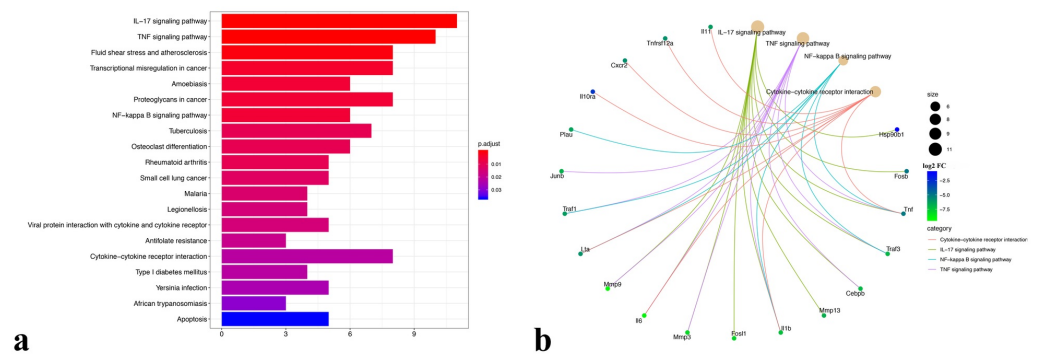 IL-17 signaling pathway
TNF signaling pathway
Fluid shear stress and atherosclerosis
Transcriptional misregulation in cancer
Amoebiasis
Proteoglycans in cancer
NF-kappa B signaling pathway
Tuberculosis
Osteoclast differentiation
Rheumatoid arthritis
Small cell lung cancer
Malaria
Legionellosis
Viral protein interaction with cytokine and cytokine receptor
Antifolate resistance
Cytokine-cytokine receptor interaction
Type I diabetes mellitus
Yersinia infection
African trypanosomiasis
Apoptosis
0 3 6 9
p.adjust
0.01
0.02
0.03
a
b
Il11
IL-17 signaling pathway
Tnfrsf12a
TNF signaling pathway
Cxcr2
NF-kappa B signaling pathway
Il10ra
Cytokine-cytokine receptor interaction
Plau
Hsp90b1
Junb
Fosb
Traf1
Tnf
Lta
Traf3
Mmp9
Cebpb
Il6
Mmp13
Mmp3
Fosl1
Il1b
size
6
8
9
11
log2 FC
-2.5
-5.0
-7.5
category
Cytokine-cytokine receptor interaction
IL-17 signaling pathway
NF-kappa B signaling pathway
TNF signaling pathway